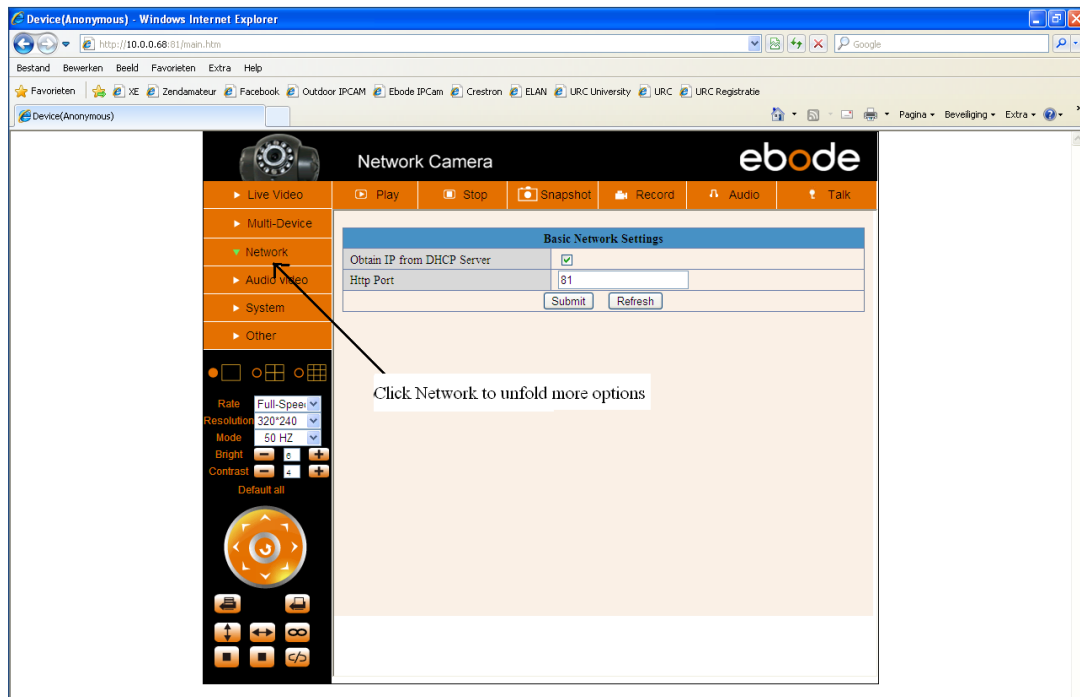 Device(Anonymous) - Windows Internet Explorer
http://10.0.0.68:81/main.htm
Google
Bestand Bewerken Beeld Favorieten Extra Help
Favorieten XE Zendamateur Facebook Outdoor IPCAM Ebode IPCam Crestron ELAN URC University URC URC Registratie
Device(Anonymous)
Pagina Beveiliging Extra
Network Camera
ebode
Live Video
Play Stop Snapshot Record Audio Talk
Multi-Device
Network
Audio video
System
Other
Basic Network Settings
Obtain IP from DHCP Server
Http Port 81
Submit Refresh
Click Network to unfold more options
Rate Full-Spee
Resolution 320*240
Mode 50 HZ
Bright 6
Contrast 4
Default all